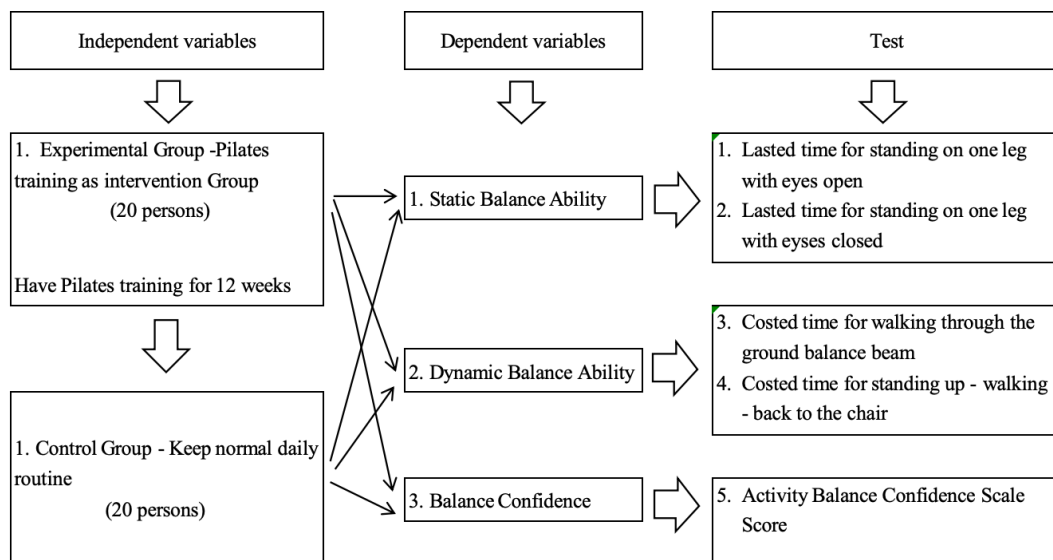 Independent variables
Dependent variables
Test
1. Experimental Group -Pilates
training as intervention Group
(20 persons)
Have Pilates training for 12 weeks
1. Control Group - Keep normal daily
routine
(20 persons)
1. Static Balance Ability
2. Dynamic Balance Ability
3. Balance Confidence
1. Lasted time for standing on one leg
with eyes open
2. Lasted time for standing on one leg
with eyses closed
3. Costed time for walking through the
ground balance beam
4. Costed time for standing up - walking
- back to the chair
5. Activity Balance Confidence Scale
Score